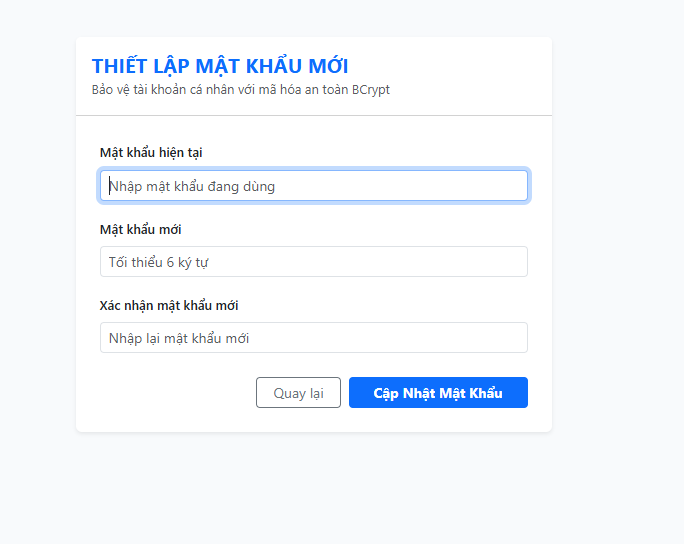 THIẾT LẬP MẬT KHẨU MỚI
Bảo vệ tài khoản cá nhân với mã hóa an toàn BCrypt
Mật khẩu hiện tại
Nhập mật khẩu đang dùng
Mật khẩu mới
Tối thiểu 6 ký tự
Xác nhận mật khẩu mới
Nhập lại mật khẩu mới
Quay lại
Cập Nhật Mật Khẩu